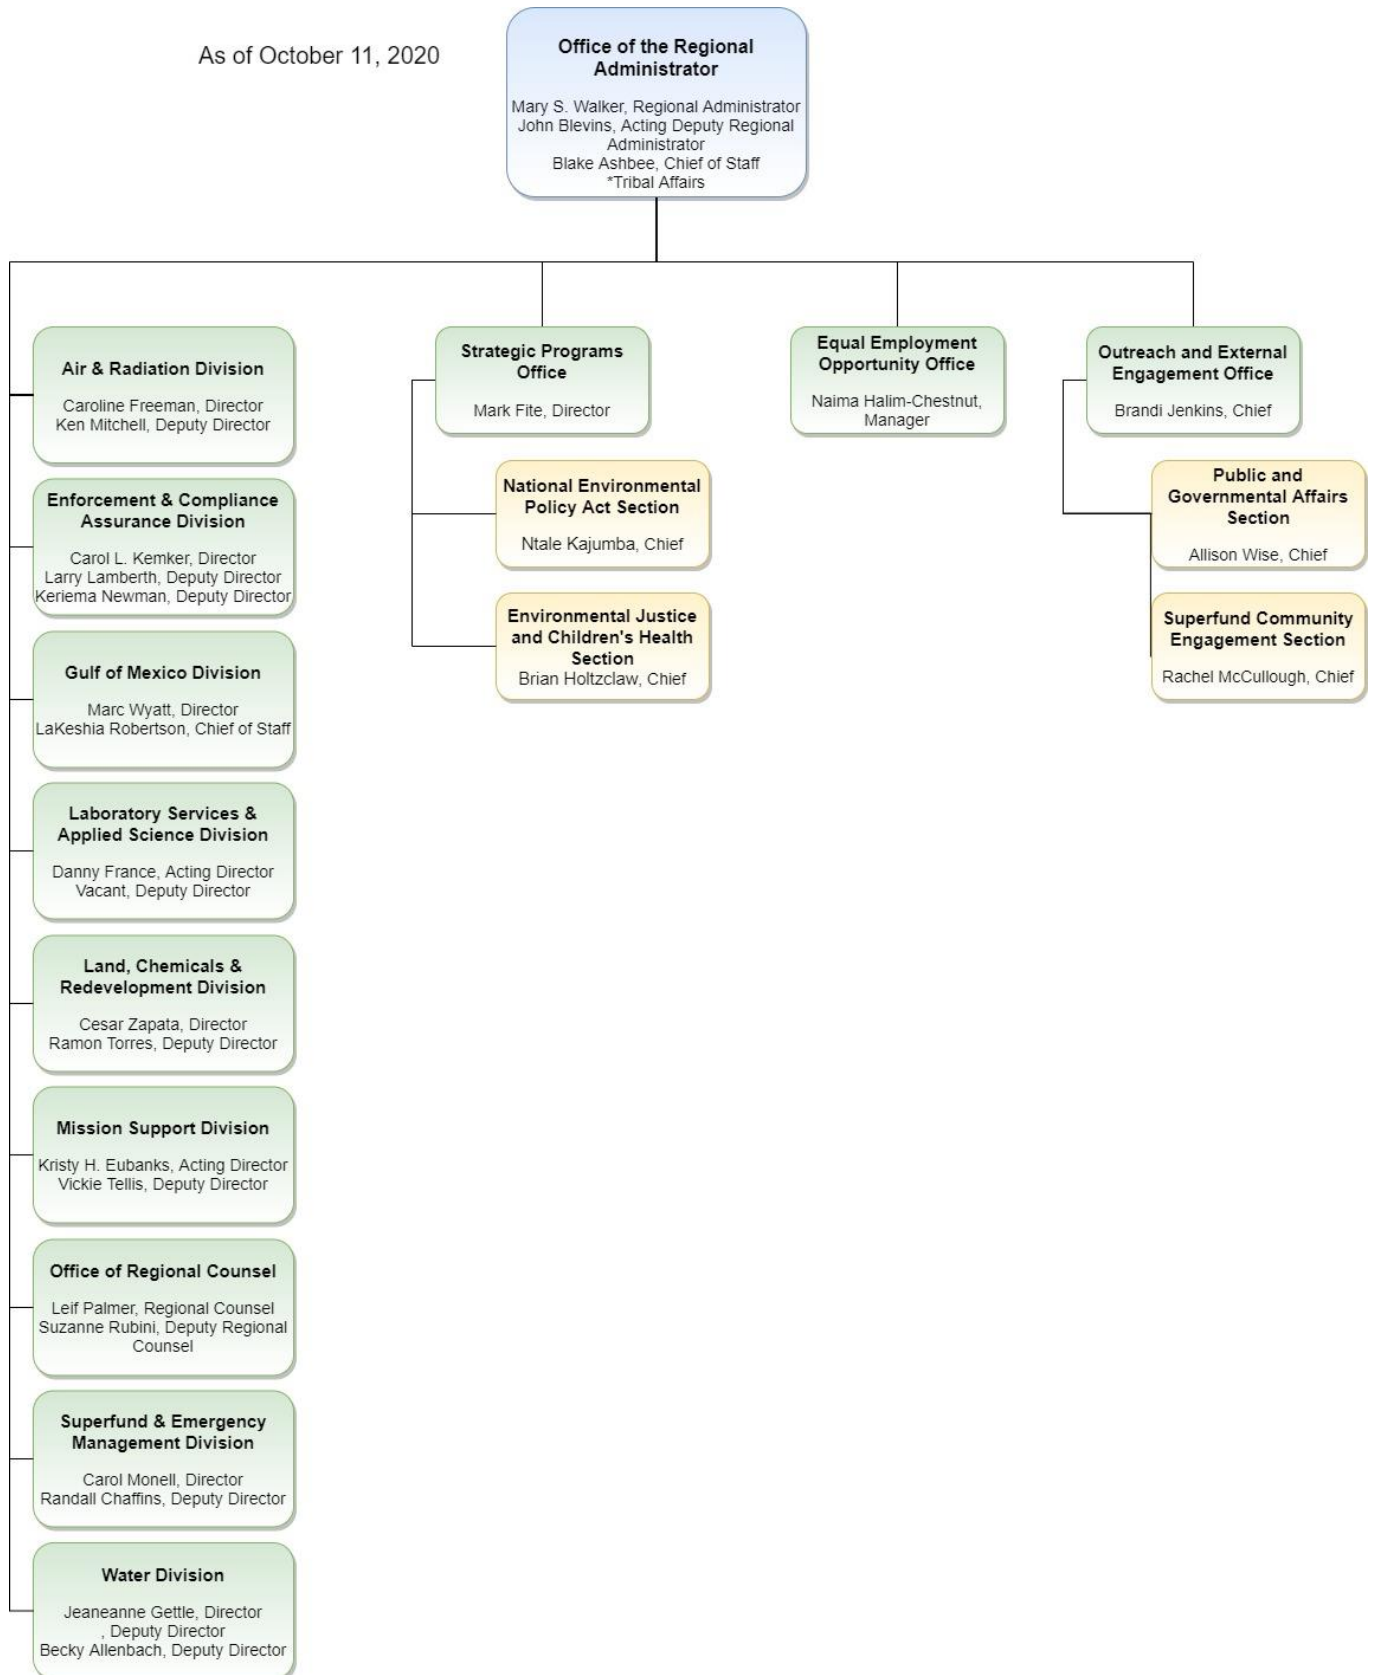 As of October 11, 2020
Office of the Regional
Administrator
Mary S. Walker, Regional Administrator
John Blevins, Acting Deputy Regional
Administrator
Blake Ashbee, Chief of Staff
*Tribal Affairs
Air & Radiation Division
Caroline Freeman, Director
Ken Mitchell, Deputy Director
Enforcement & Compliance
Assurance Division
Carol L. Kemker, Director
Larry Lamberth, Deputy Director
Keriema Newman, Deputy Director
Gulf of Mexico Division
Marc Wyatt, Director
LaKeshia Robertson, Chief of Staff
Laboratory Services &
Applied Science Division
Danny France, Acting Director
Vacant, Deputy Director
Land, Chemicals &
Redevelopment Division
Cesar Zapata, Director
Ramon Torres, Deputy Director
Mission Support Division
Kristy H. Eubanks, Acting Director
Vickie Tellis, Deputy Director
Office of Regional Counsel
Leif Palmer, Regional Counsel
Suzanne Rubini, Deputy Regional
Counsel
Superfund & Emergency
Management Division
Carol Monell, Director
Randall Chaffins, Deputy Director
Water Division
Jeaneanne Gettle, Director
, Deputy Director
Becky Allenbach, Deputy Director
Strategic Programs
Office
Mark Fite, Director
National Environmental
Policy Act Section
Ntale Kajumba, Chief
Environmental Justice
and Children's Health
Section
Brian Holtzclaw, Chief
Equal Employment
Opportunity Office
Naima Halim-Chestnut,
Manager
Outreach and External
Engagement Office
Brandi Jenkins, Chief
Public and
Governmental Affairs
Section
Allison Wise, Chief
Superfund Community
Engagement Section
Rachel McCullough, Chief